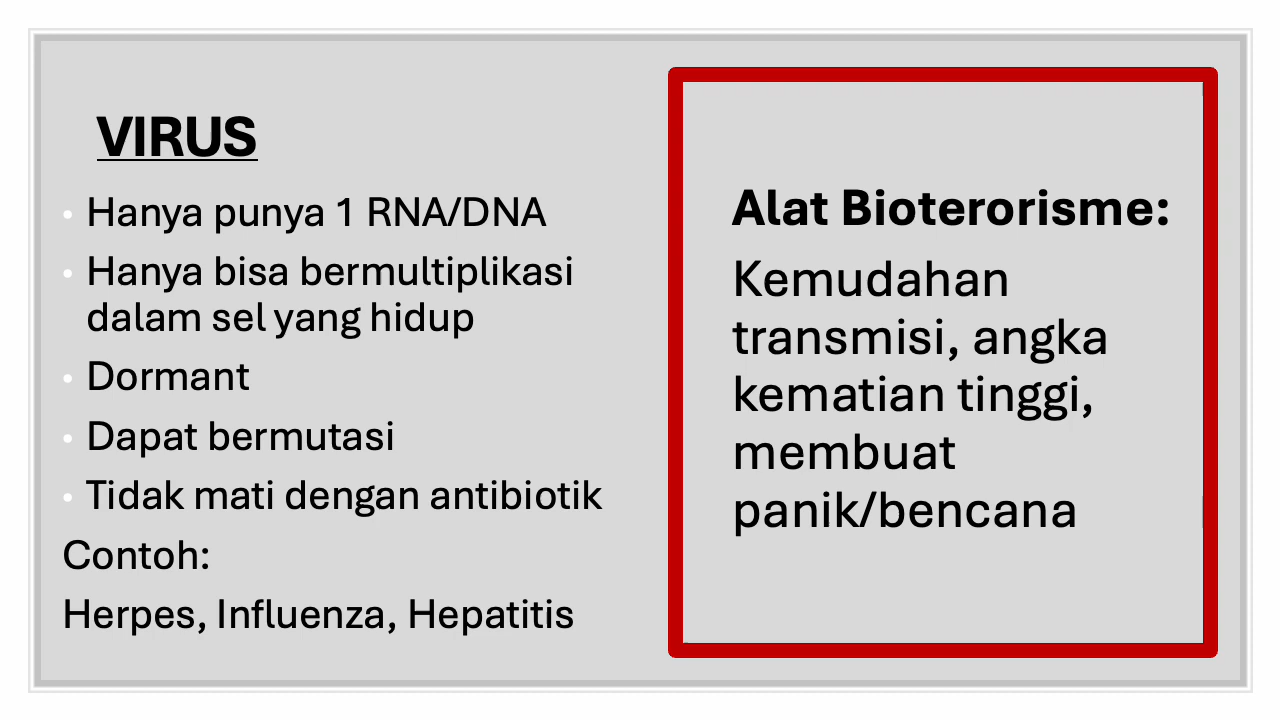 VIRUS
• Hanya punya 1 RNA/DNA
• Hanya bisa bermultiplikasi
dalam sel yang hidup
• Dormant
• Dapat bermutasi
• Tidak mati dengan antibiotik
Contoh:
Herpes, Influenza, Hepatitis
Alat Bioterorisme:
Kemudahan
transmisi, angka
kematian tinggi,
membuat
panik/bencana